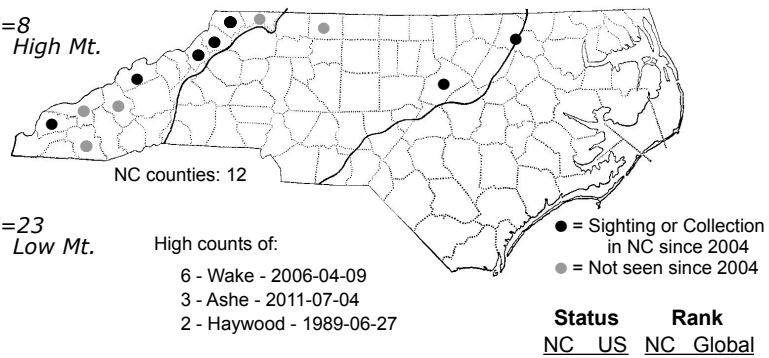 =8
High Mt.
NC counties: 12
=23
Low Mt.
High counts of:
6 - Wake - 2006-04-09
3 - Ashe - 2011-07-04
2 - Haywood - 1989-06-27
= Sighting or Collection
in NC since 2004
= Not seen since 2004
Status Rank
NC US NC Global